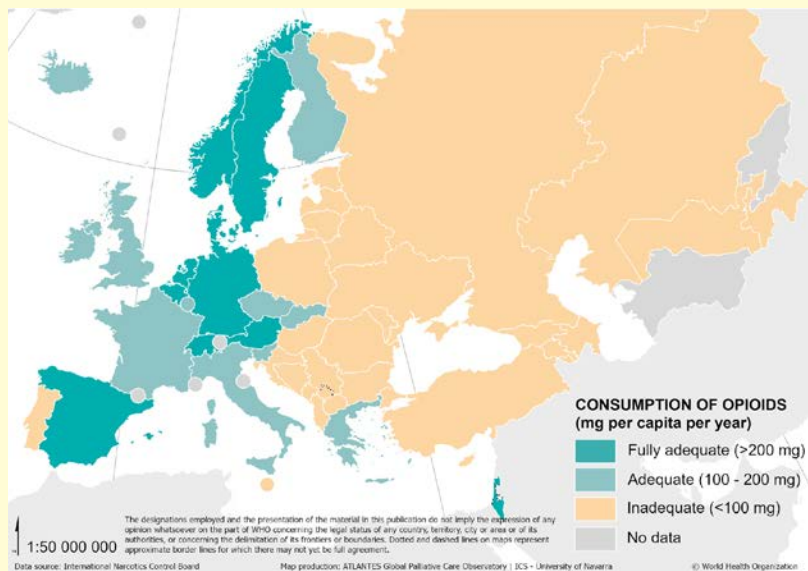 CONSUMPTION OF OPIOIDS
(mg per capita per year)
Fully adequate (>200 mg)
Adequate (100 - 200 mg)
Inadequate (<100 mg)
No data
1:50 000 000
The designations employed and the presentation of the material in this publication do not imply the expression of any
opinion whatsoever on the part of WHO concerning the legal status of any country, territory, city or area or of its
authorities, or concerning the delimitation of its frontiers or boundaries. Dotted and dashed lines on maps represent
approximate border lines for which there may not yet be full agreement.
Data source: International Narcotics Control Board
Map production: ATLANTES Global Palliative Care Observatory | ICS - University of Navarra
© World Health Organization